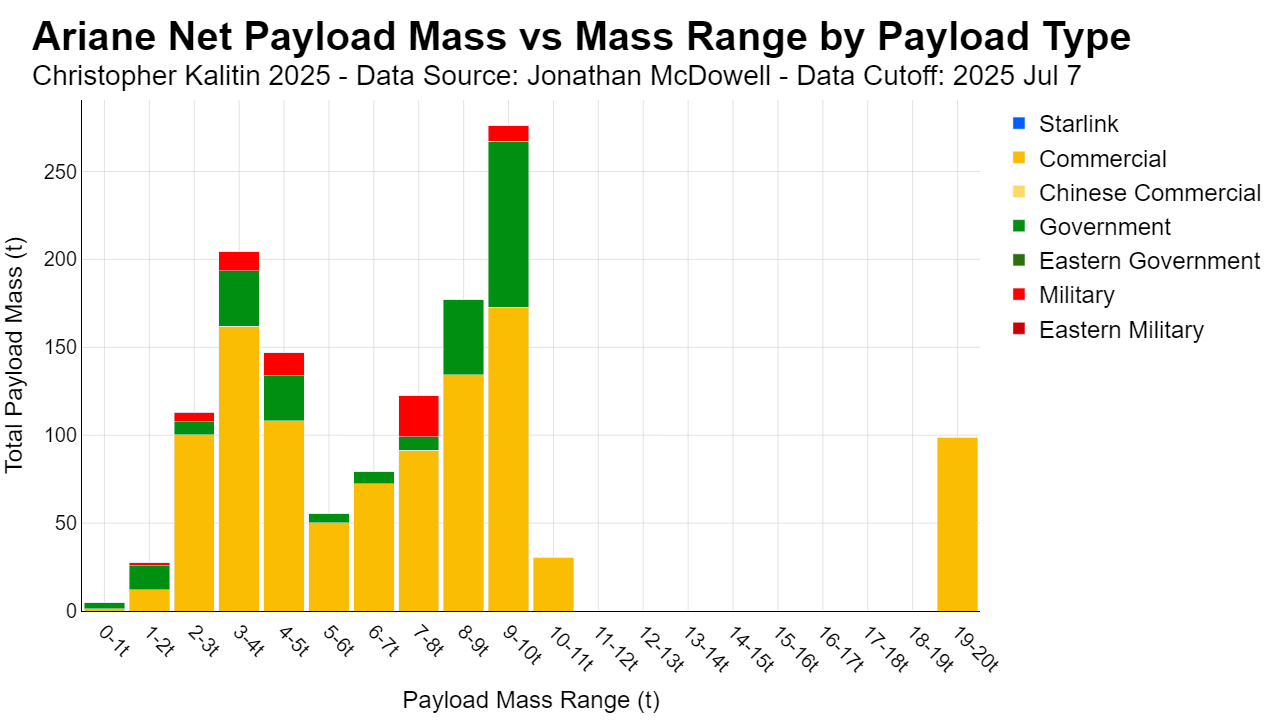 Ariane Net Payload Mass vs Mass Range by Payload Type
Christopher Kalitin 2025 - Data Source: Jonathan McDowell - Data Cutoff: 2025 Jul 7
Total Payload Mass (t)
250
200
150
100
50
0
0-1t
1-2t
2-3t
3-4t
4-5t
5-6t
6-7t
7-8t
8-9t
9-10t
10-11t
11-12t
12-13t
13-14t
14-15t
15-16t
16-17t
17-18t
18-19t
19-20t
Payload Mass Range (t)
Starlink
Commercial
Chinese Commercial
Government
Eastern Government
Military
Eastern Military